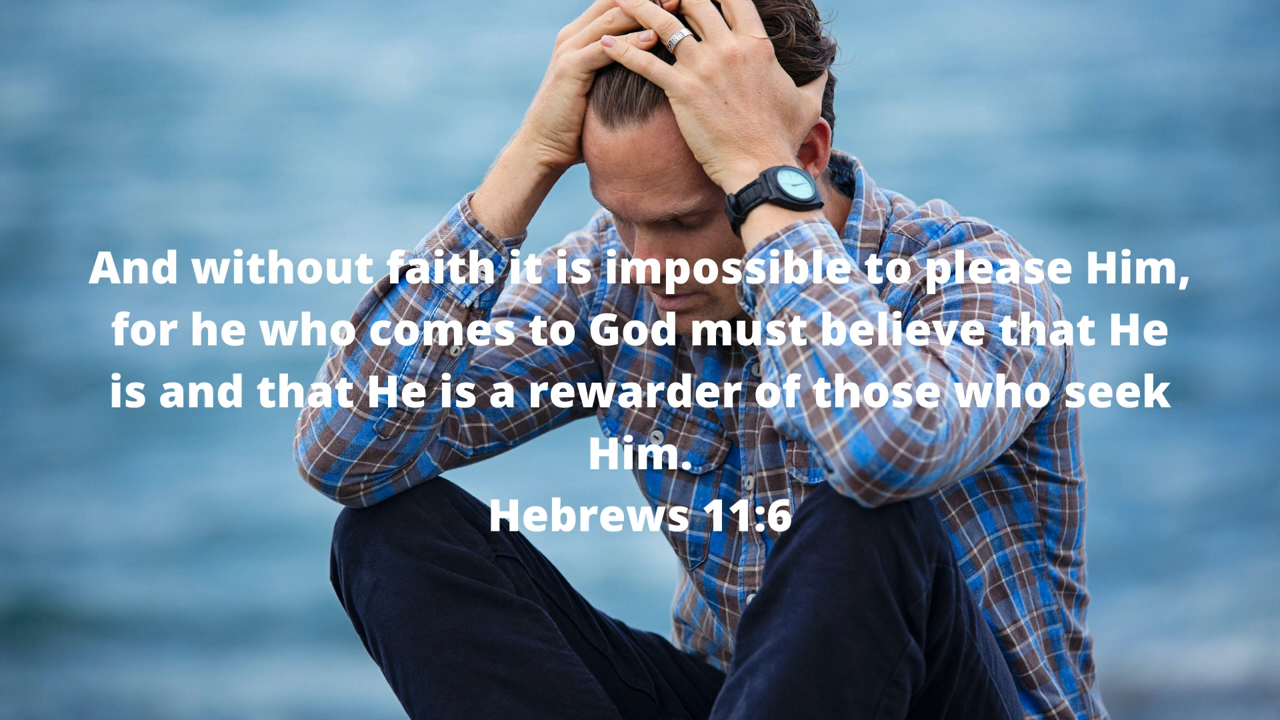 And without faith it is impossible to please Him,
for he who comes to God must believe that He
is and that He is a rewarder of those who seek
Him.
Hebrews 11:6